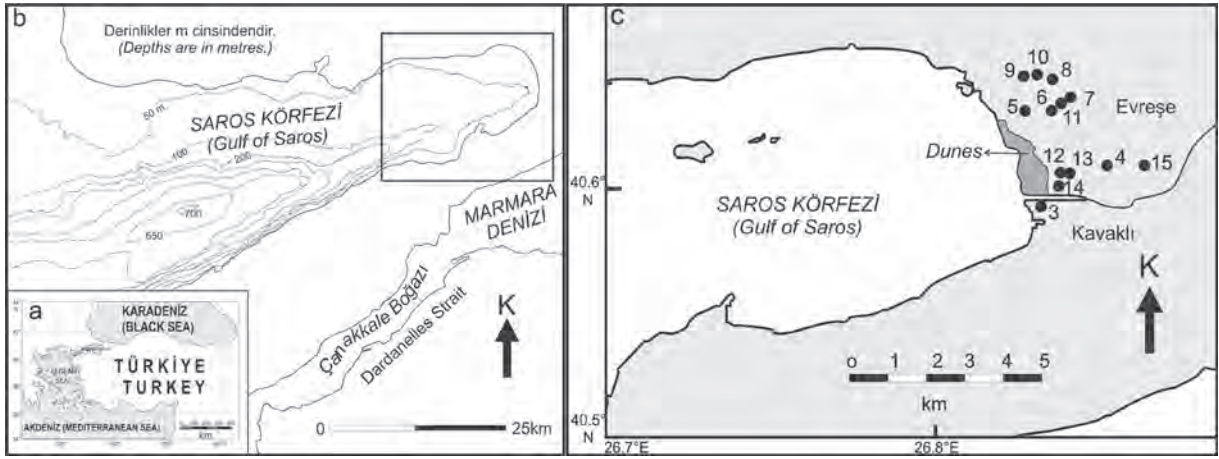 b
Derinlikler m cinsindendir.
(Depths are in metres.)
50 m.
SAROS KÖRFEZİ
(Gulf of Saros)
100
200
700
650
MARMARA
DENİZİ
Çanakkale Boğazı
Dardanelles Strait
K
0 25km
a
KARADENİZ
(BLACK SEA)
TÜRKİYE
TURKEY
AKDENİZ (MEDITERRANEAN SEA)
km
c
10
9 8
6 7
5 11
Evreşe
Dunes
12 13 4 15
14
3
Kavaklı
SAROS KÖRFEZİ
(Gulf of Saros)
K
0 1 2 3 4 5
km
40.6°
N
40.5°
N
26.7°E 26.8°E